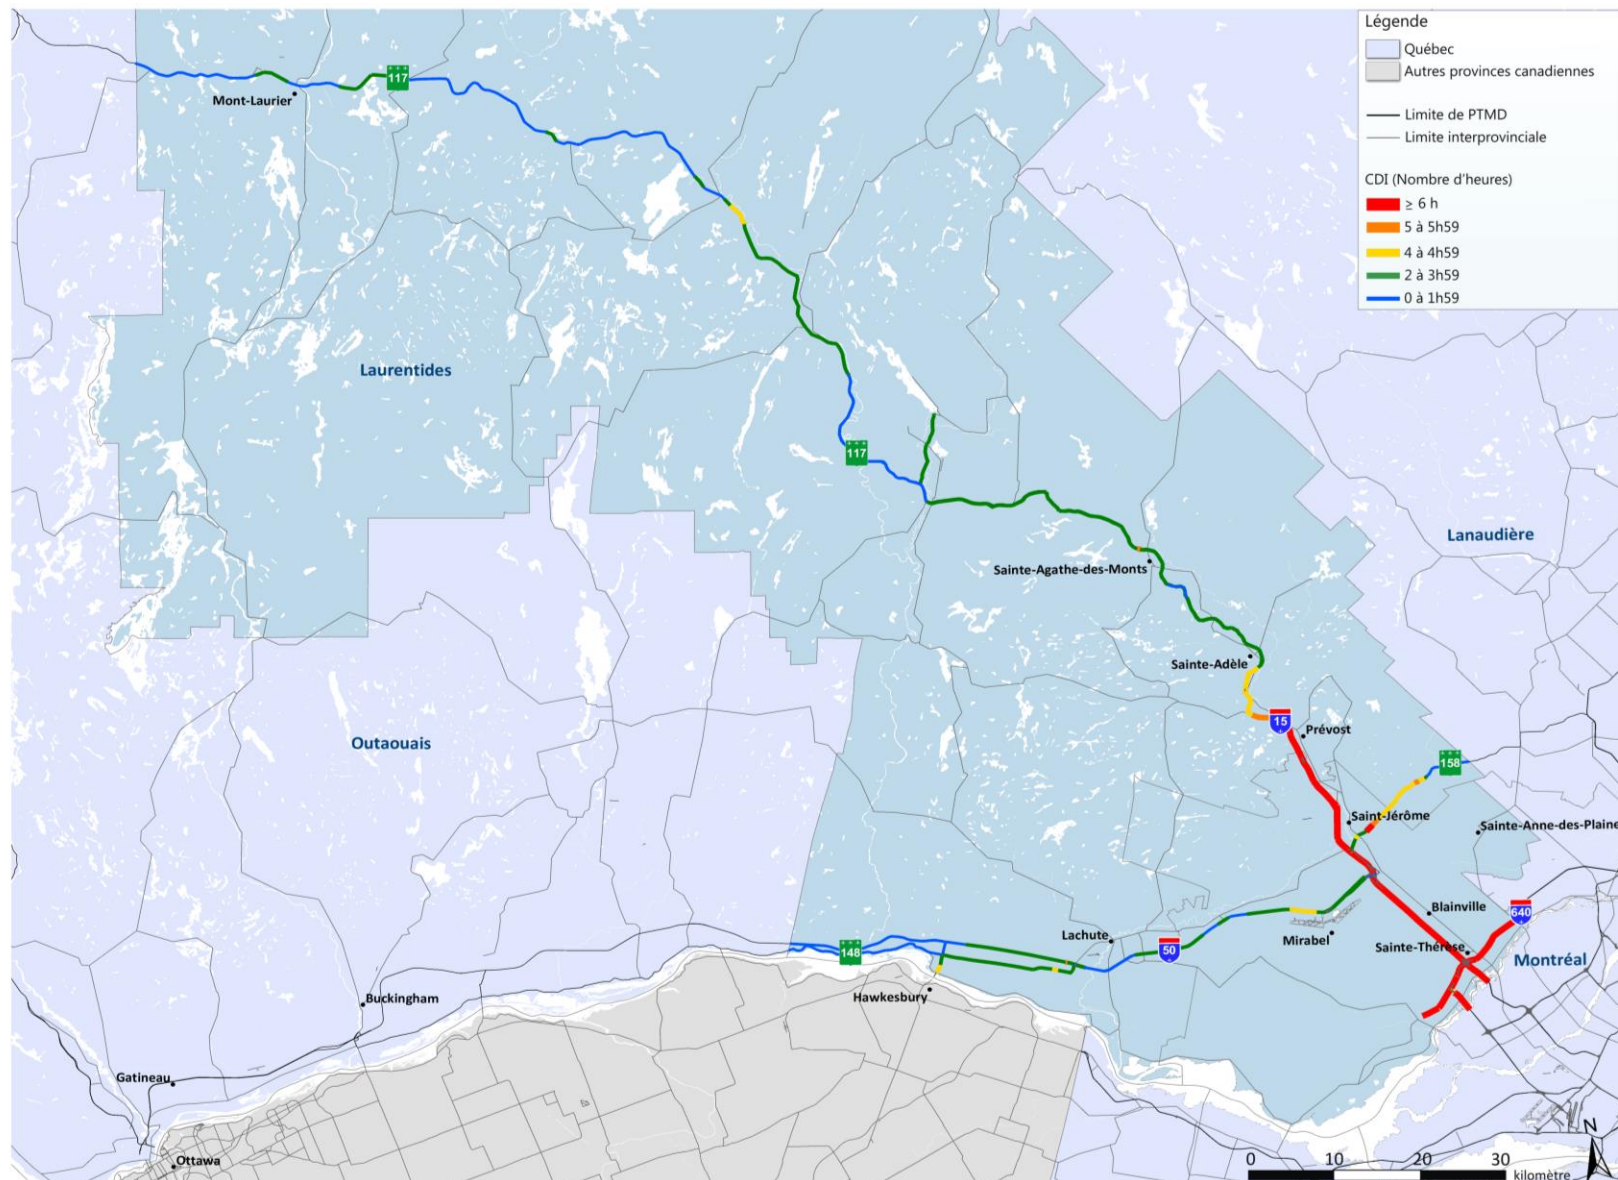 Légende
Québec
Autres provinces canadiennes
Limite de PTMD
Limite interprovinciale
CDI (Nombre d'heures)
≥ 6 h
5 à 5h59
4 à 4h59
2 à 3h59
0 à 1h59
117
Mont-Laurier
Laurentides
117
Lanaudière
Sainte-Agathe-des-Monts
Sainte-Adèle
15
Prévost
Outaouais
158
Saint-Jérôme
Sainte-Anne-des-Plaine
Blainville
640
Lachute
Mirabel
Sainte-Thérèse
50
148
Montréal
Hawkesbury
Buckingham
Gatineau
Ottawa
N
0 10 20 30
kilomètre